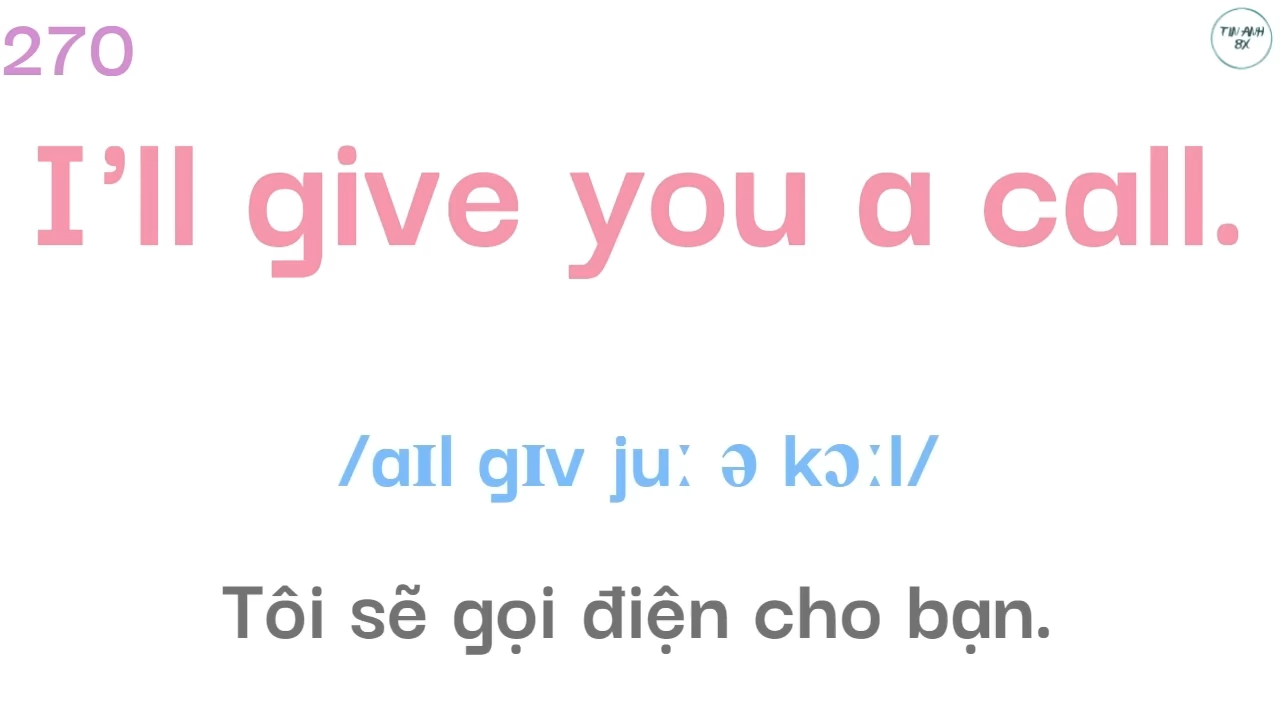 270
TIN ANH
8X
I’ll give you a call.
/aɪl gɪv juː ə kɔːl/
Tôi sẽ gọi điện cho bạn.